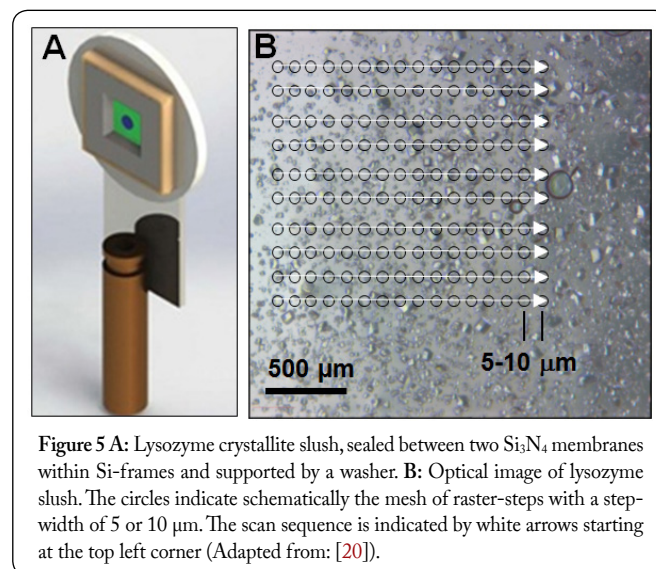 A
B
500 µm
5-10 µm
Figure 5 A: Lysozyme crystallite slush, sealed between two Si₃N₄ membranes
within Si-frames and supported by a washer. B: Optical image of lysozyme
slush. The circles indicate schematically the mesh of raster-steps with a step-
width of 5 or 10 μm. The scan sequence is indicated by white arrows starting
at the top left corner (Adapted from: [20]).